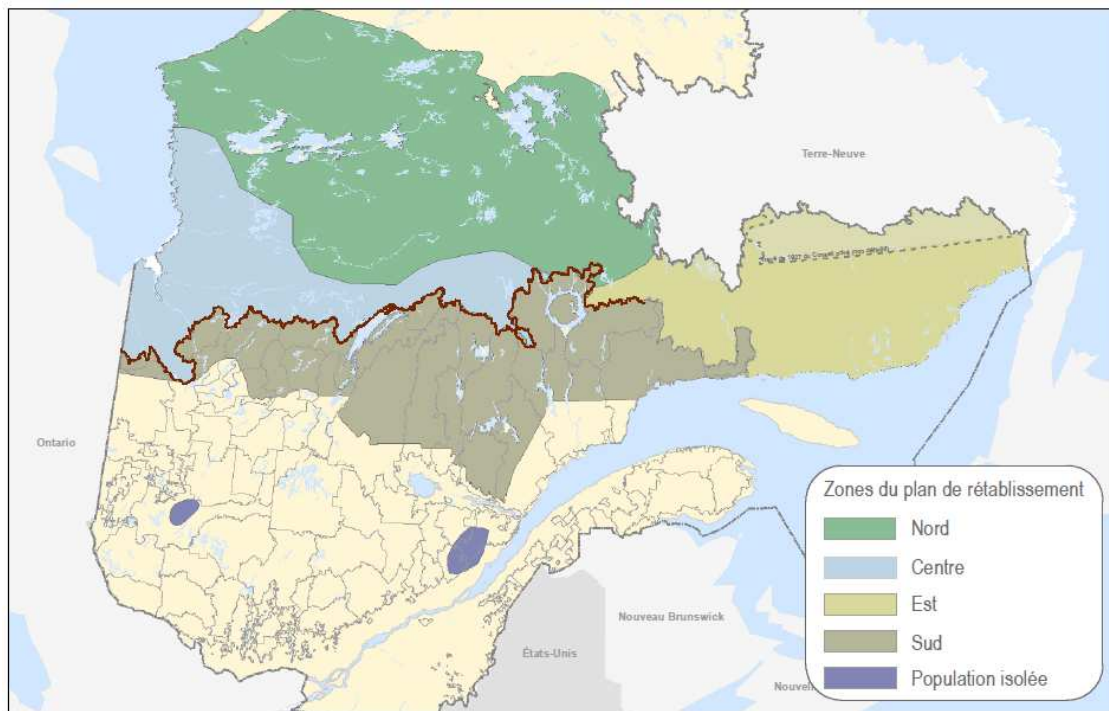 Terre-Neuve
Ontario
Zones du plan de rétablissement
Nord
Centre
Est
Sud
Population isolée
Nouveau Brunswick
États-Unis